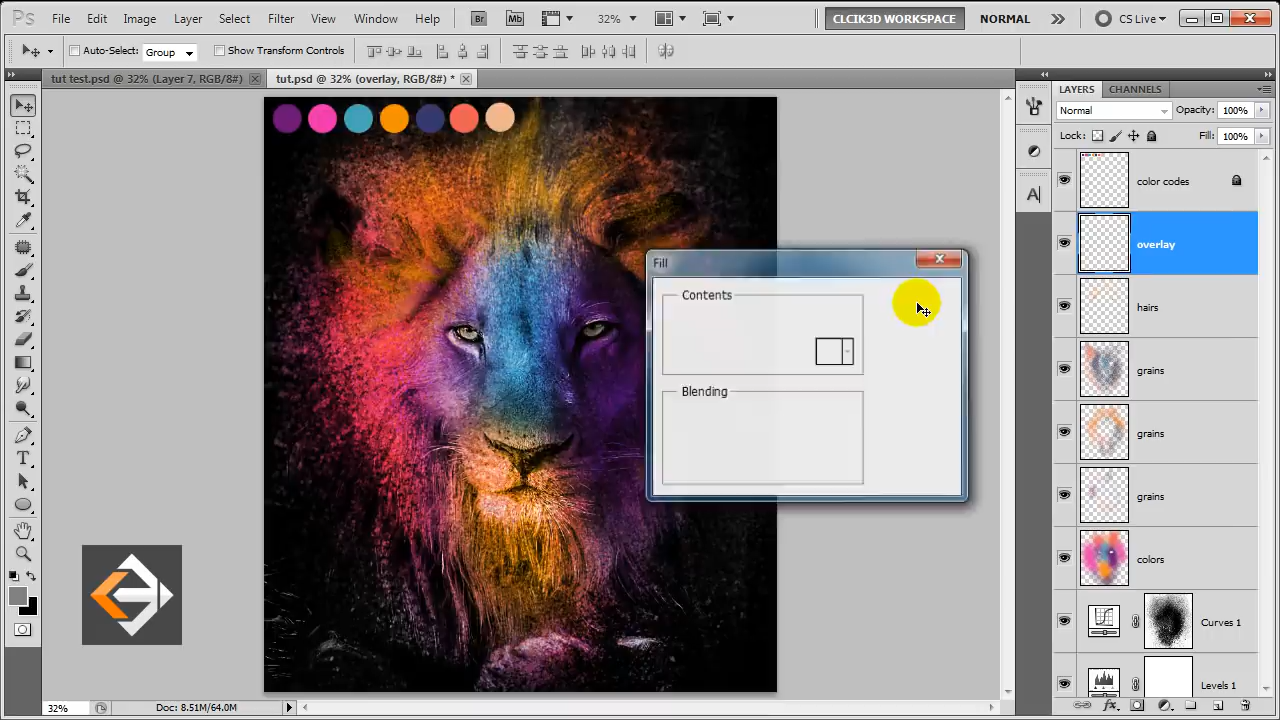 Ps File Edit Image Layer Select Filter View Window Help Br Mb 32% CLCIK3D WORKSPACE NORMAL CS Live
Auto-Select: Group Show Transform Controls
tut test.psd @ 32% (Layer 7, RGB/8#) tut.psd @ 32% (overlay, RGB/8#) *
LAYERS CHANNELS
Normal Opacity: 100%
Lock: Fill: 100%
color codes
overlay
hairs
grains
grains
grains
colors
Curves 1
Levels 1
Fill
Contents
Blending
32% Doc: 8.51M/64.0M